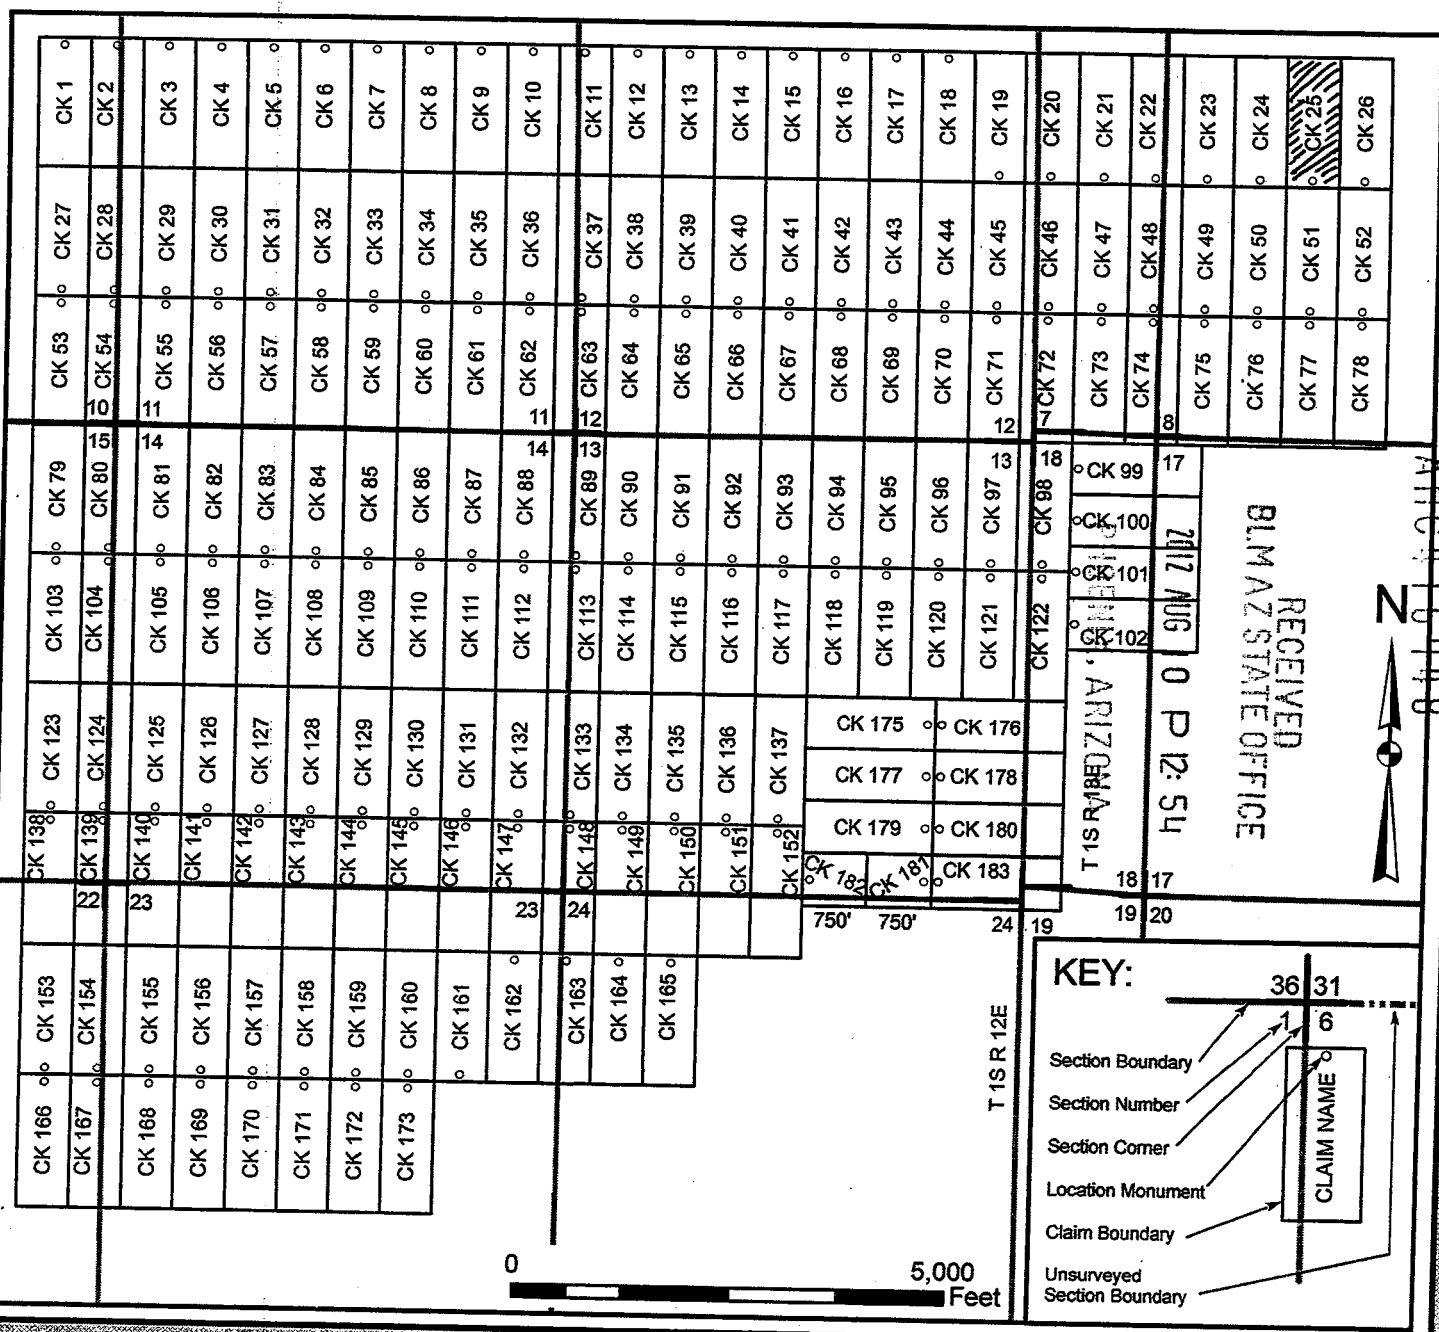 CK 1 CK 2 CK 3 CK 4 CK 5 CK 6 CK 7 CK 8 CK 9 CK 10 CK 11 CK 12 CK 13 CK 14 CK 15 CK 16 CK 17 CK 18 CK 19 CK 20 CK 21 CK 22 CK 23 CK 24 CK 25 CK 26
CK 27 CK 28 CK 29 CK 30 CK 31 CK 32 CK 33 CK 34 CK 35 CK 36 CK 37 CK 38 CK 39 CK 40 CK 41 CK 42 CK 43 CK 44 CK 45 CK 46 CK 47 CK 48 CK 49 CK 50 CK 51 CK 52
CK 53 CK 54 CK 55 CK 56 CK 57 CK 58 CK 59 CK 60 CK 61 CK 62 CK 63 CK 64 CK 65 CK 66 CK 67 CK 68 CK 69 CK 70 CK 71 CK 72 CK 73 CK 74 CK 75 CK 76 CK 77 CK 78
10 11 11 12 12 7 8
15 14 14 13 13 18 17
CK 79 CK 80 CK 81 CK 82 CK 83 CK 84 CK 85 CK 86 CK 87 CK 88 CK 89 CK 90 CK 91 CK 92 CK 93 CK 94 CK 95 CK 96 CK 97 CK 98
CK 99
CK 100
CK 101
CK 102
CK 103 CK 104 CK 105 CK 106 CK 107 CK 108 CK 109 CK 110 CK 111 CK 112 CK 113 CK 114 CK 115 CK 116 CK 117 CK 118 CK 119 CK 120 CK 121 CK 122
CK 123 CK 124 CK 125 CK 126 CK 127 CK 128 CK 129 CK 130 CK 131 CK 132 CK 133 CK 134 CK 135 CK 136 CK 137
CK 175 CK 176
CK 177 CK 178
CK 179 CK 180
CK 182 CK 181 CK 183
CK 138 CK 139 CK 140 CK 141 CK 142 CK 143 CK 144 CK 145 CK 146 CK 147 CK 148 CK 149 CK 150 CK 151 CK 152
18 17
22 23 23 24 750' 750' 24 19 19 20
CK 153 CK 154 CK 155 CK 156 CK 157 CK 158 CK 159 CK 160 CK 161 CK 162 CK 163 CK 164 CK 165
CK 166 CK 167 CK 168 CK 169 CK 170 CK 171 CK 172 CK 173
T 1S R 13E
T 1S R 12E
RECEIVED
BLM AZ STATE OFFICE
2012 AUG 10 P 12:54
PHOENIX, ARIZONA
N
0 5,000
Feet
KEY:
36 31
1 6
Section Boundary
Section Number
Section Corner
Location Monument
Claim Boundary
Unsurveyed
Section Boundary
CLAIM NAME